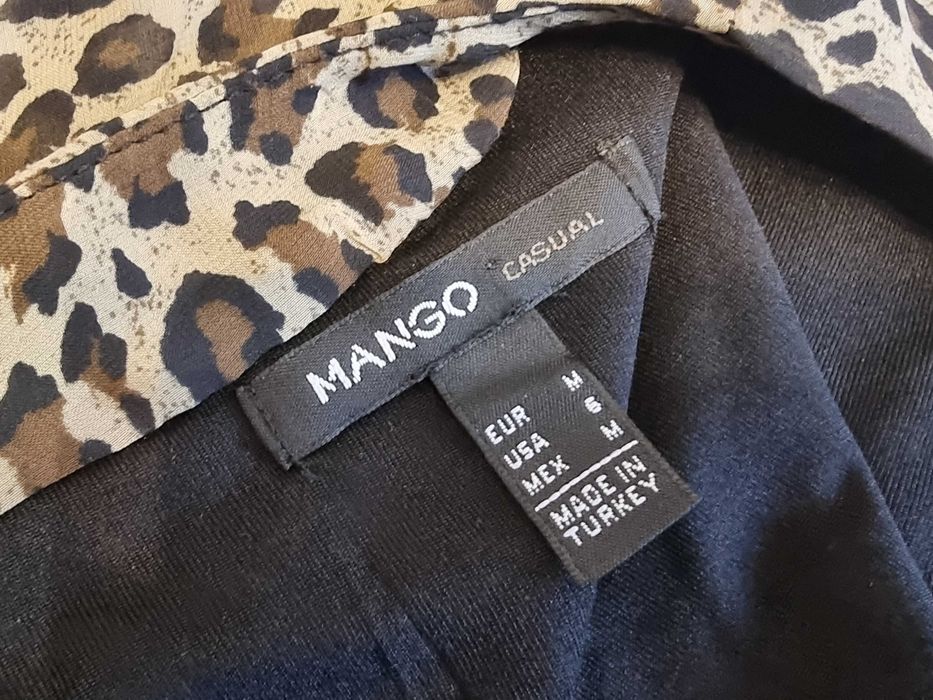 MANGO CASUAL
EUR M
USA 6
MEX M
MADE IN
TURKEY